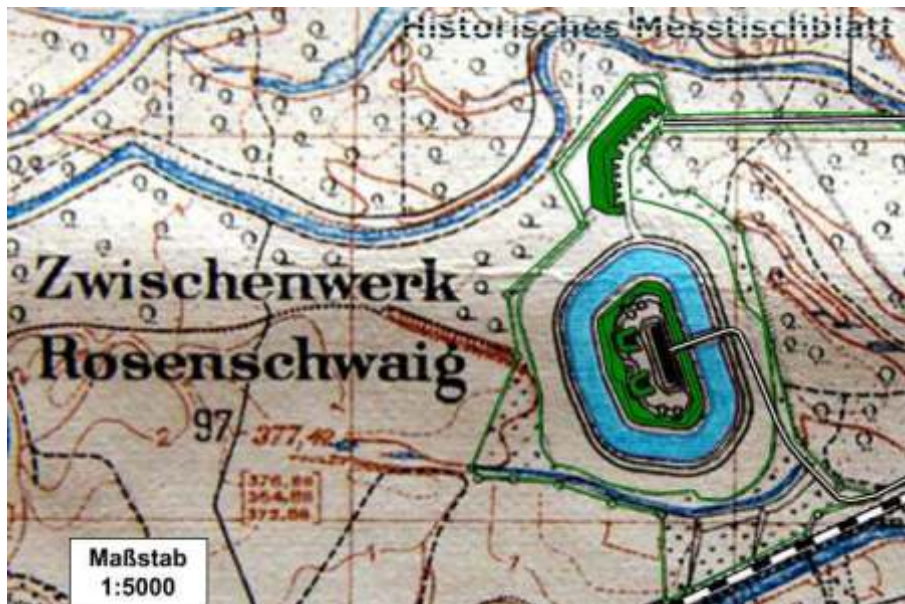 Historisches Messtischblatt
Zwischenwerk
Rosenschwaig
97
377,42
Maßstab
1:5000